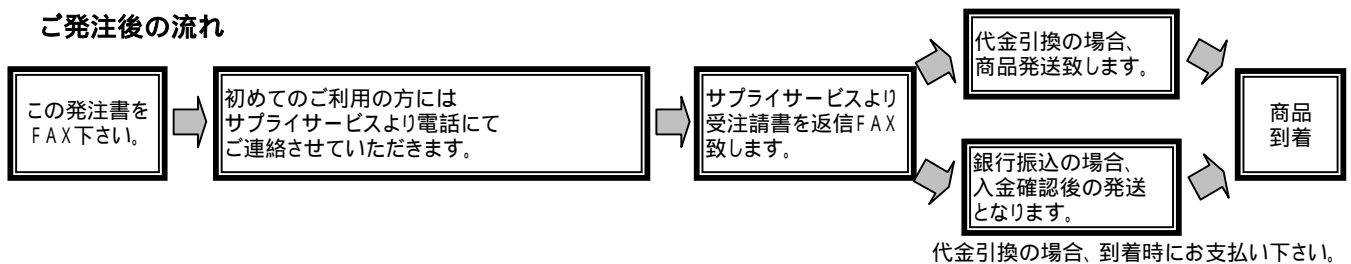 ご発注後の流れ
この発注書を
ＦＡＸ下さい。
初めてのご利用の方には
サプライサービスより電話にて
ご連絡させていただきます。
サプライサービスより
受注請書を返信ＦＡＸ
致します。
代金引換の場合、
商品発送致します。
銀行振込の場合、
入金確認後の発送
となります。
商品
到着
代金引換の場合、到着時にお支払い下さい。